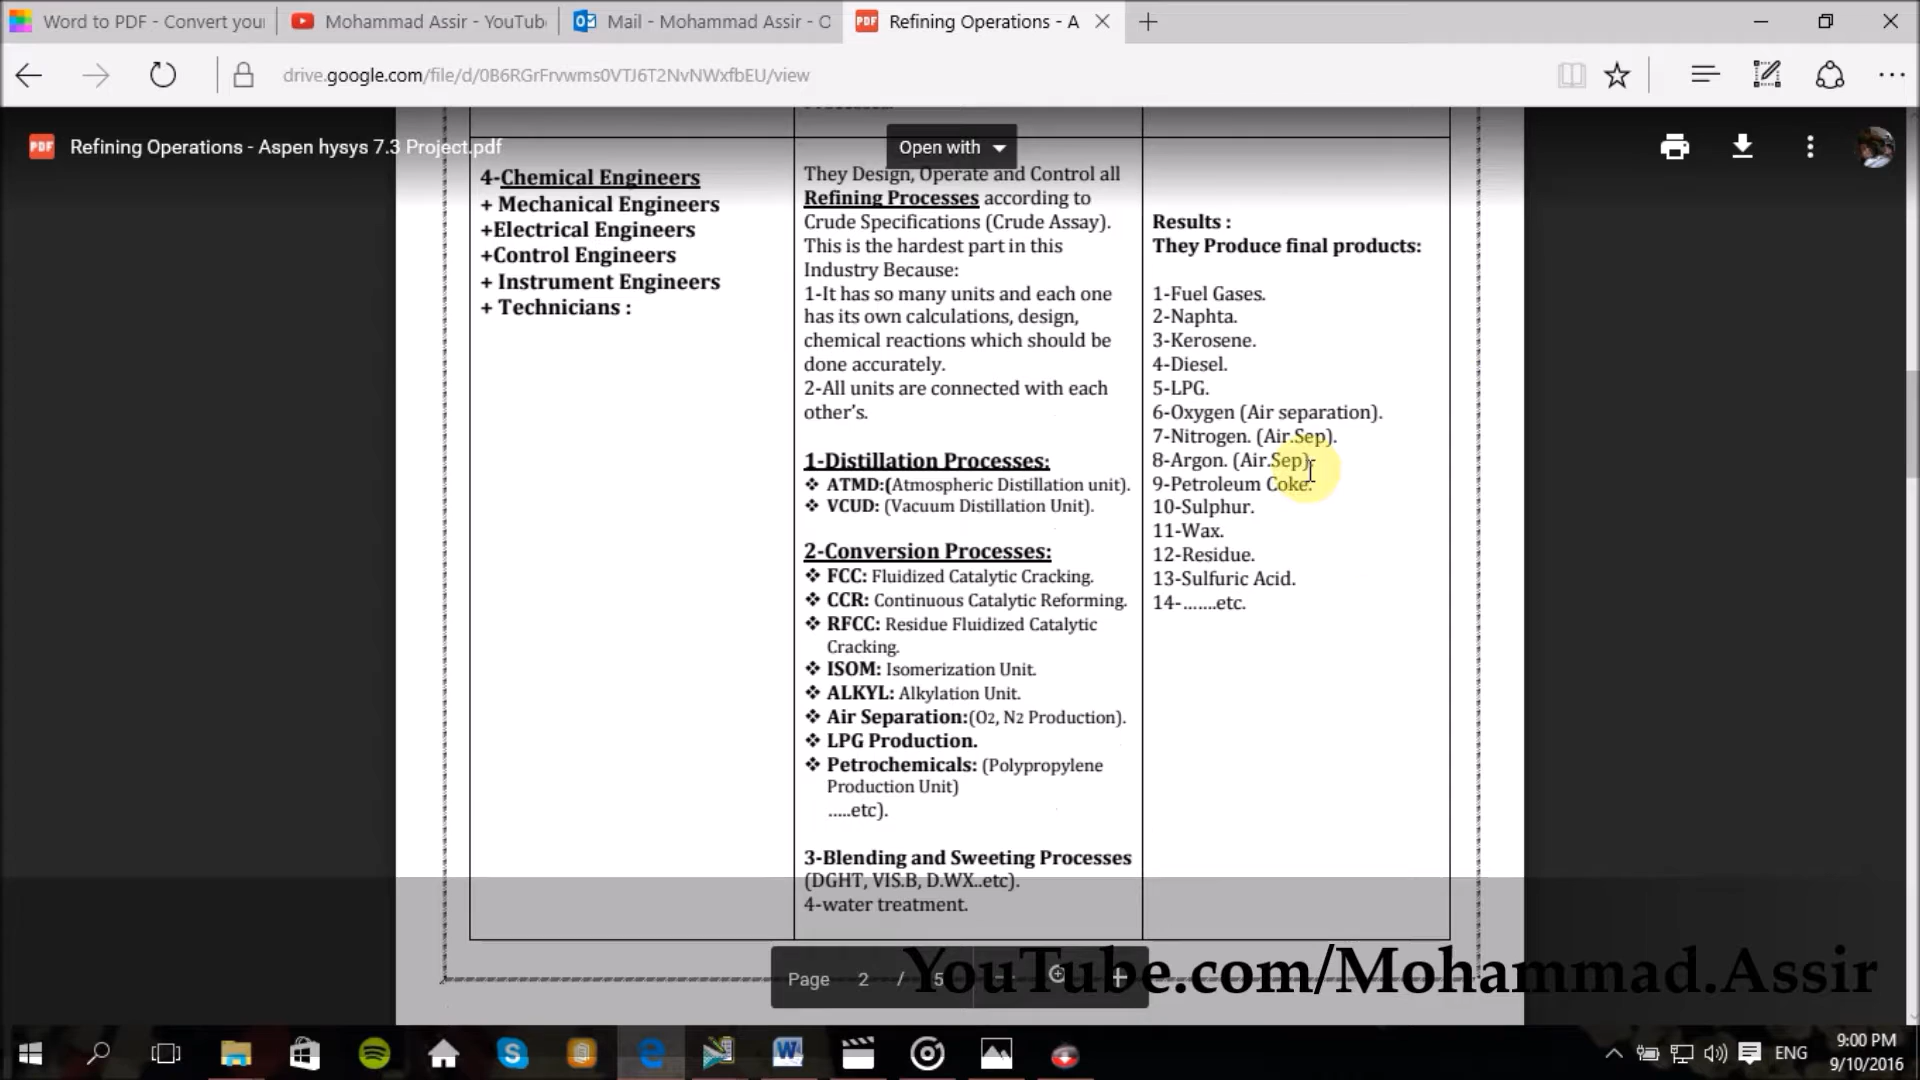 Word to PDF - Convert your
Mohammad Assir - YouTube
Mail - Mohammad Assir - O
Refining Operations - A
drive.google.com/file/d/0B6RGrFrvwms0VTJ6T2NvNWxfbEU/view
Refining Operations - Aspen hysys 7.3 Project.pdf
Open with
4-Chemical Engineers
+ Mechanical Engineers
+Electrical Engineers
+Control Engineers
+ Instrument Engineers
+ Technicians :
They Design, Operate and Control all
Refining Processes according to
Crude Specifications (Crude Assay).
This is the hardest part in this
Industry Because:
1-It has so many units and each one
has its own calculations, design,
chemical reactions which should be
done accurately.
2-All units are connected with each
other’s.
1-Distillation Processes:
❖ ATMD:(Atmospheric Distillation unit).
❖ VCUD: (Vacuum Distillation Unit).
2-Conversion Processes:
❖ FCC: Fluidized Catalytic Cracking.
❖ CCR: Continuous Catalytic Reforming.
❖ RFCC: Residue Fluidized Catalytic
Cracking.
❖ ISOM: Isomerization Unit.
❖ ALKYL: Alkylation Unit.
❖ Air Separation:(O2, N2 Production).
❖ LPG Production.
❖ Petrochemicals: (Polypropylene
Production Unit)
…..etc).
3-Blending and Sweeting Processes
(DGHT, VIS.B, D.WX..etc).
4-water treatment.
Results :
They Produce final products:
1-Fuel Gases.
2-Naphta.
3-Kerosene.
4-Diesel.
5-LPG.
6-Oxygen (Air separation).
7-Nitrogen. (Air.Sep).
8-Argon. (Air.Sep).
9-Petroleum Coke.
10-Sulphur.
11-Wax.
12-Residue.
13-Sulfuric Acid.
14-…….etc.
Page 2 / 5
YouTube.com/Mohammad.Assir
ENG
9:00 PM
9/10/2016